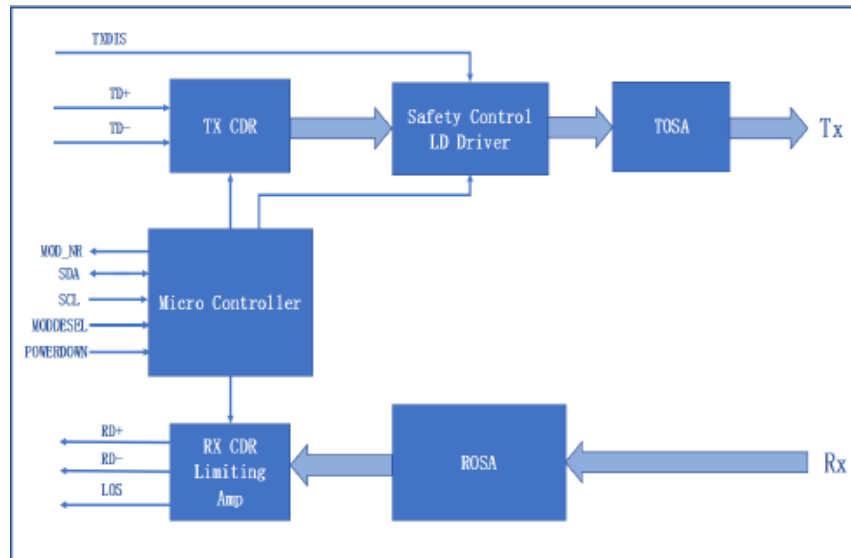 TXDIS
TD+
TD-
TX CDR
Safety Control
LD Driver
TOSA
Tx
MOD_NR
SDA
SCL
MODDESEL
POWERDOWN
Micro Controller
RD+
RD-
LOS
RX CDR
Limiting
Amp
ROSA
Rx